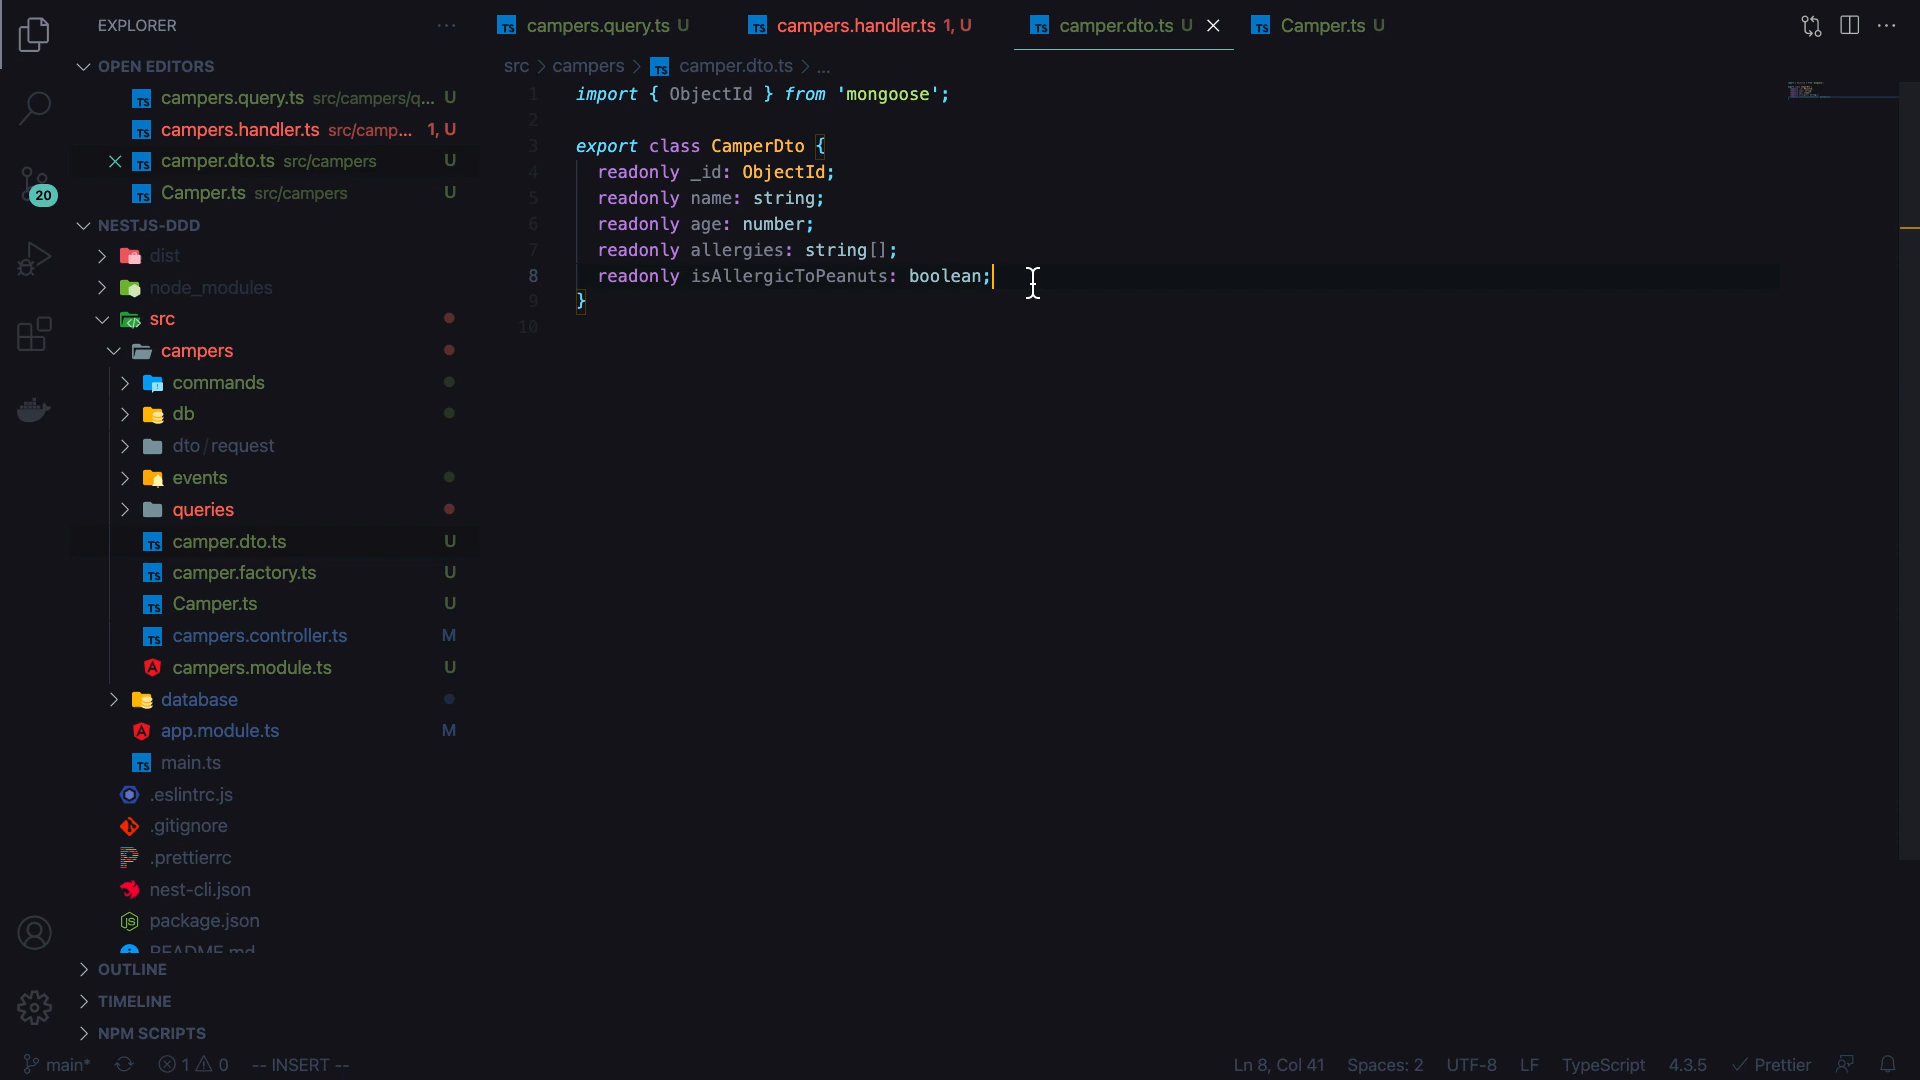 EXPLORER
OPEN EDITORS
campers.query.ts src/campers/q... U
campers.handler.ts src/camp... 1, U
camper.dto.ts src/campers U
Camper.ts src/campers U
NESTJS-DDD
dist
node_modules
src
campers
commands
db
dto / request
events
queries
camper.dto.ts U
camper.factory.ts U
Camper.ts U
campers.controller.ts M
campers.module.ts U
database
app.module.ts M
main.ts
.eslintrc.js
.gitignore
.prettierrc
nest-cli.json
package.json
README.md
OUTLINE
TIMELINE
NPM SCRIPTS
20
campers.query.ts U
campers.handler.ts 1, U
camper.dto.ts U
Camper.ts U
src > campers > TS camper.dto.ts > ...
1 import { ObjectId } from 'mongoose';
2
3 export class CamperDto {
4 readonly _id: ObjectId;
5 readonly name: string;
6 readonly age: number;
7 readonly allergies: string[];
8 readonly isAllergicToPeanuts: boolean;
9 }
10
main* 1 0 -- INSERT -- Ln 8, Col 41 Spaces: 2 UTF-8 LF TypeScript 4.3.5 Prettier